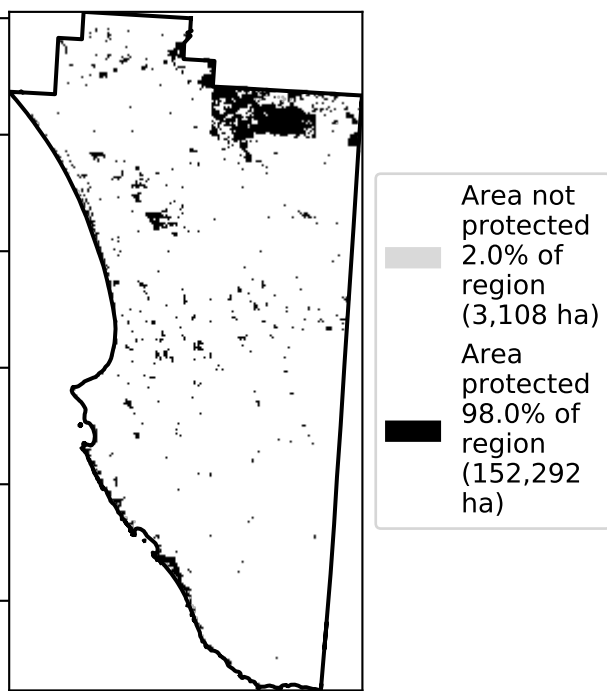 Area not
protected
2.0% of
region
(3,108 ha)
Area
protected
98.0% of
region
(152,292
ha)